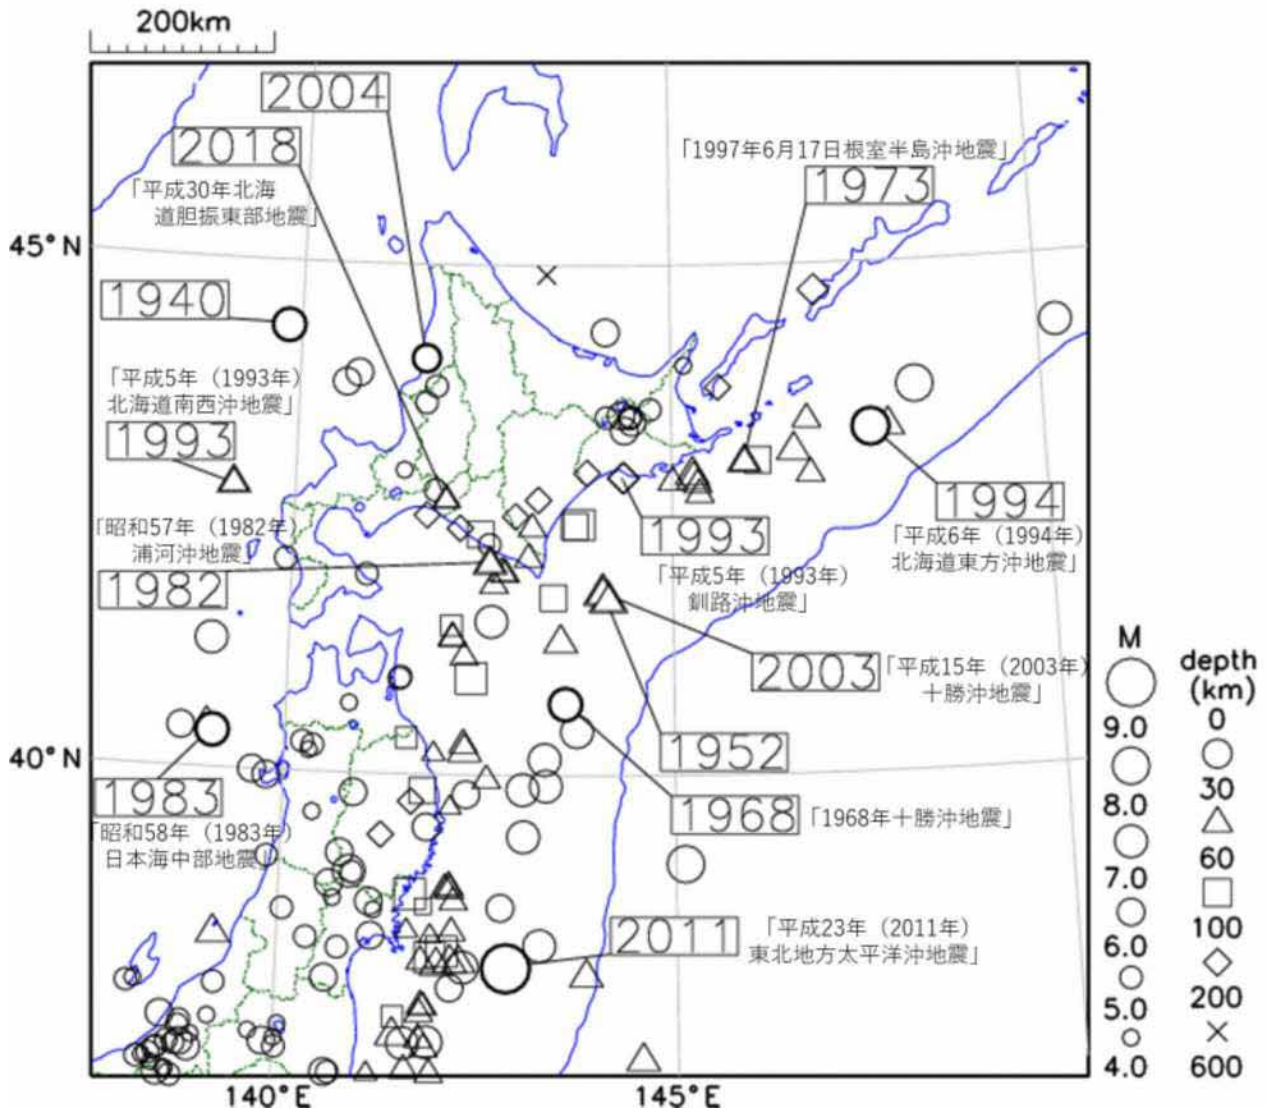 200km
2004
2018
「平成30年北海
道胆振東部地震」
「1997年6月17日根室半島沖地震」
1973
45°N
1940
「平成5年（1993年）
北海道南西沖地震」
1993
1994
「平成6年（1994年）
北海道東方沖地震」
1993
「平成5年（1993年）
釧路沖地震」
「昭和57年（1982年）
浦河沖地震」
1982
2003
「平成15年（2003年）
十勝沖地震」
1952
40°N
1983
「昭和58年（1983年）
日本海中部地震」
1968
「1968年十勝沖地震」
2011
「平成23年（2011年）
東北地方太平洋沖地震」
140°E
145°E
M
9.0
8.0
7.0
6.0
5.0
4.0
depth
(km)
0
30
60
100
200
600